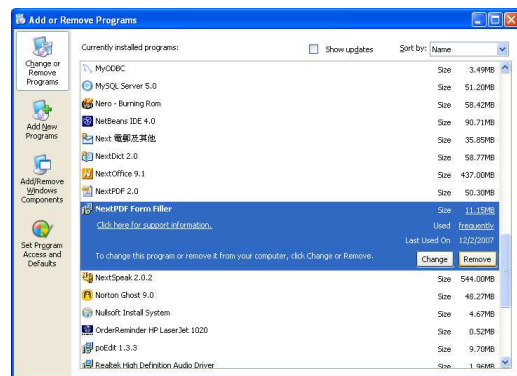 Add or Remove Programs
Change or
Remove
Programs
Add New
Programs
Add/Remove
Windows
Components
Set Program
Access and
Defaults
Currently installed programs:
Show updates
Sort by: Name
MyODBC Size 3.49MB
MySQL Server 5.0 Size 51.20MB
Nero - Burning Rom Size 58.42MB
NetBeans IDE 4.0 Size 90.71MB
Next 電郵及其他 Size 35.85MB
NextDict 2.0 Size 58.77MB
NextOffice 9.1 Size 437.00MB
NextPDF 2.0 Size 50.30MB
NextPDF Form Filler Size 11.15MB
Click here for support information. Used frequently
Last Used On 12/2/2007
To change this program or remove it from your computer, click Change or Remove. Change Remove
NextSpeak 2.0.2 Size 544.00MB
Norton Ghost 9.0 Size 48.27MB
Nullsoft Install System Size 4.67MB
OrderReminder HP LaserJet 1020 Size 0.52MB
poEdit 1.3.3 Size 9.70MB
Realtek High Definition Audio Driver Size 1.96MB